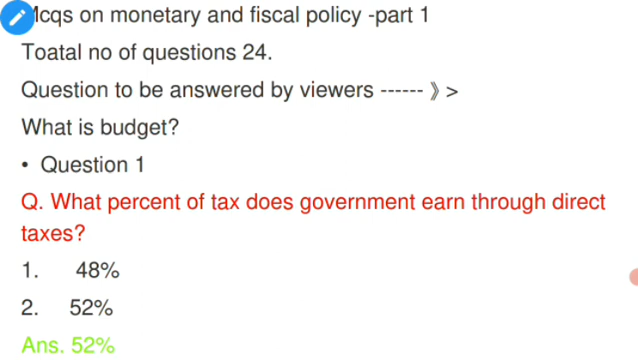 Mcqs on monetary and fiscal policy -part 1
Toatal no of questions 24.
Question to be answered by viewers ------ 》>
What is budget?
• Question 1
Q. What percent of tax does government earn through direct
taxes?
1. 48%
2. 52%
Ans. 52%